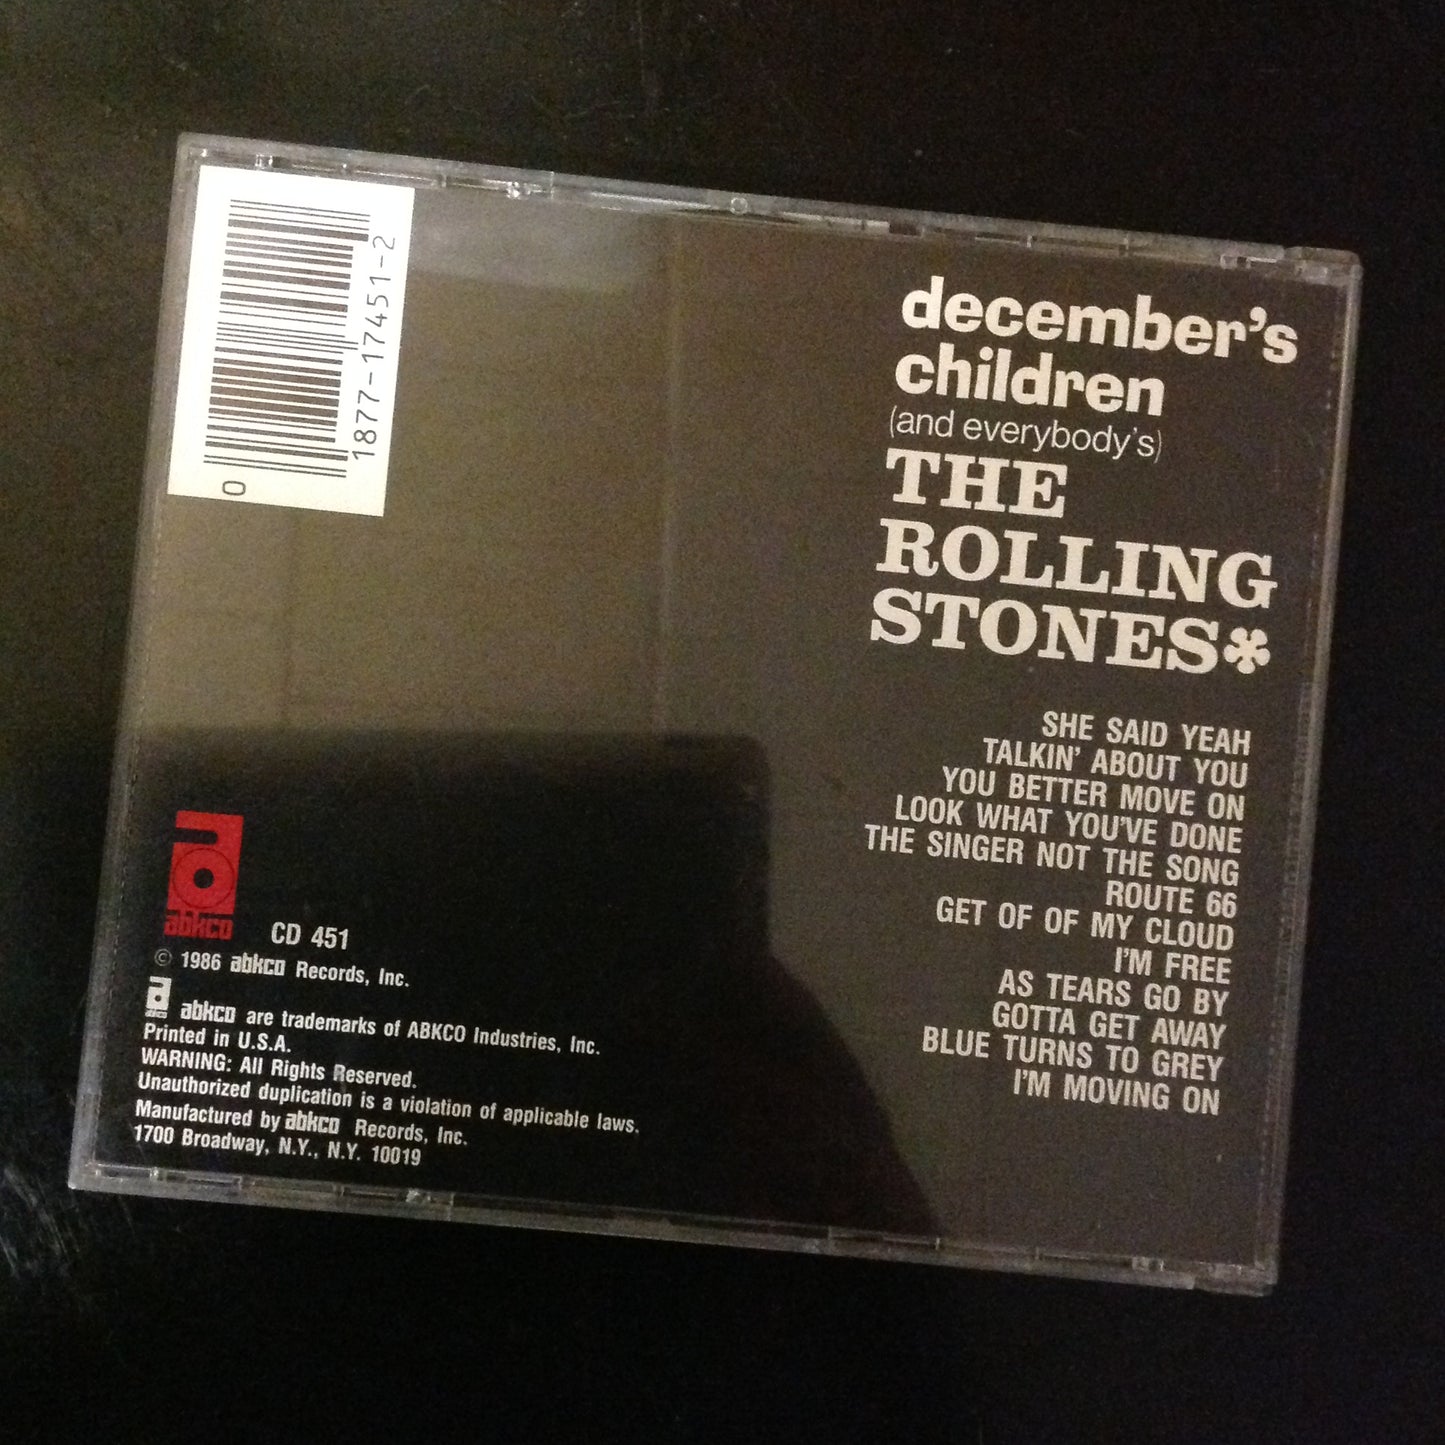 0
1877-17451-2
december's
children
(and everybody's)
THE
ROLLING
STONES*
SHE SAID YEAH
TALKIN' ABOUT YOU
YOU BETTER MOVE ON
LOOK WHAT YOU'VE DONE
THE SINGER NOT THE SONG
ROUTE 66
GET OF OF MY CLOUD
I'M FREE
AS TEARS GO BY
GOTTA GET AWAY
BLUE TURNS TO GREY
I'M MOVING ON
abkco
CD 451
© 1986 abkco Records, Inc.
a abkco abkco are trademarks of ABKCO Industries, Inc.
Printed in U.S.A.
WARNING: All Rights Reserved.
Unauthorized duplication is a violation of applicable laws.
Manufactured by abkco Records, Inc.
1700 Broadway, N.Y., N.Y. 10019